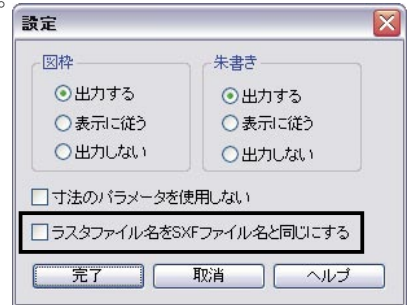 設定
図枠
朱書き
出力する
出力する
表示に従う
表示に従う
出力しない
出力しない
寸法のパラメータを使用しない
ラスタファイル名をSXFファイル名と同じにする
完了
取消
ヘルプ